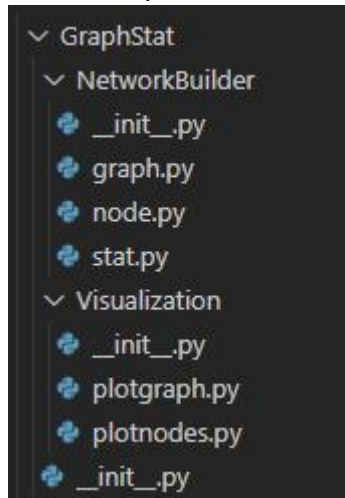 GraphStat
NetworkBuilder
__init__.py
graph.py
node.py
stat.py
Visualization
__init__.py
plotgraph.py
plotnodes.py
__init__.py